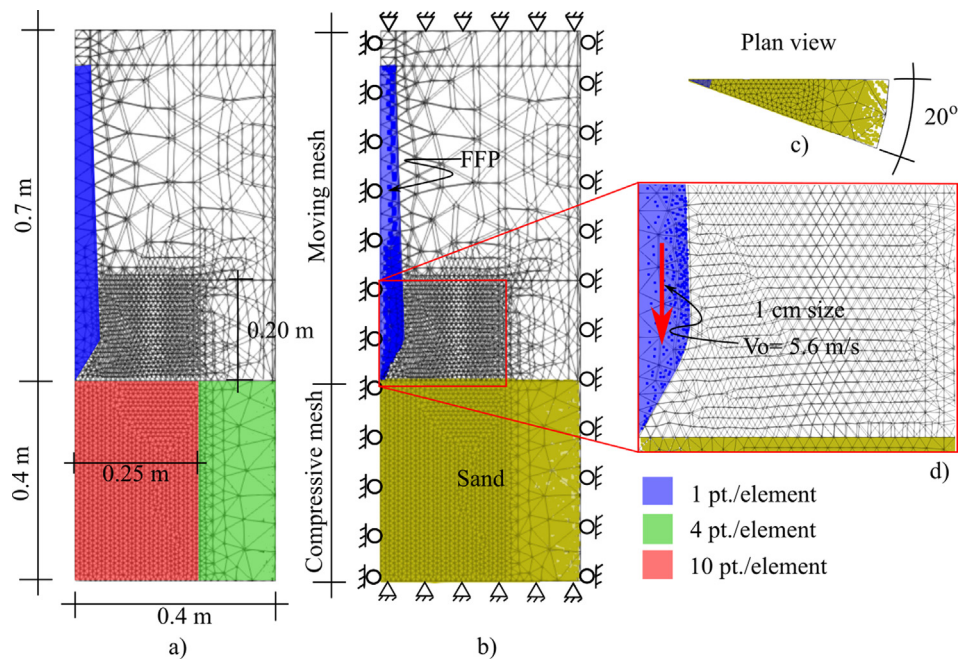 0.7 m
0.4 m
0.20 m
0.25 m
0.4 m
a)
Moving mesh
Compressive mesh
FFP
Sand
b)
Plan view
20°
c)
1 cm size
Vo= 5.6 m/s
d)
1 pt./element
4 pt./element
10 pt./element